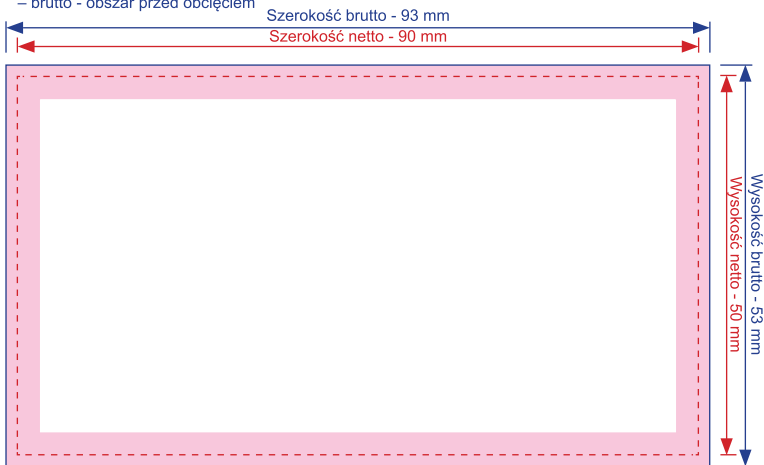 – brutto - obszar przed obcięciem
Szerokość brutto - 93 mm
Szerokość netto - 90 mm
Wysokość brutto - 53 mm
Wysokość netto - 50 mm